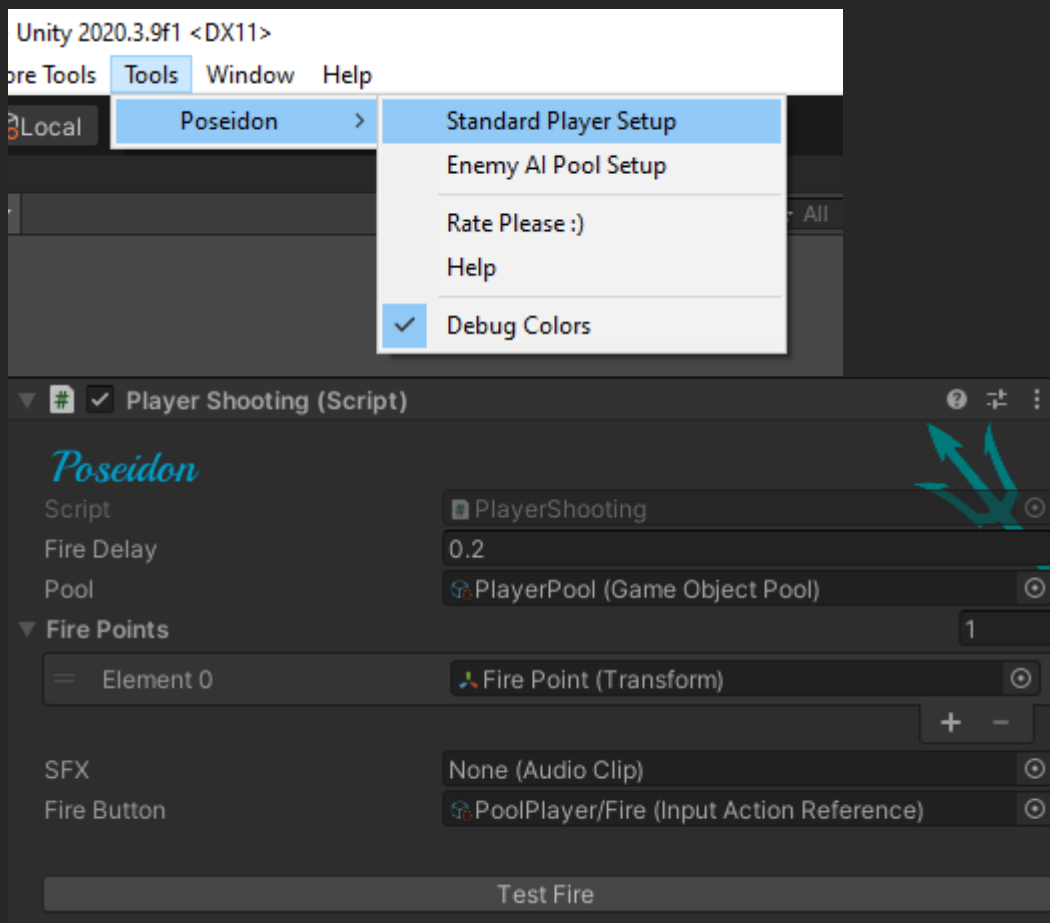 Unity 2020.3.9f1 <DX11>
ore Tools Tools Window Help
Local
Poseidon >
Standard Player Setup
Enemy AI Pool Setup
All
Rate Please :)
Help
Debug Colors
# Player Shooting (Script)
Poseidon
Script # PlayerShooting
Fire Delay 0.2
Pool PlayerPool (Game Object Pool)
Fire Points 1
Element 0 Fire Point (Transform)
+ −
SFX None (Audio Clip)
Fire Button PoolPlayer/Fire (Input Action Reference)
Test Fire